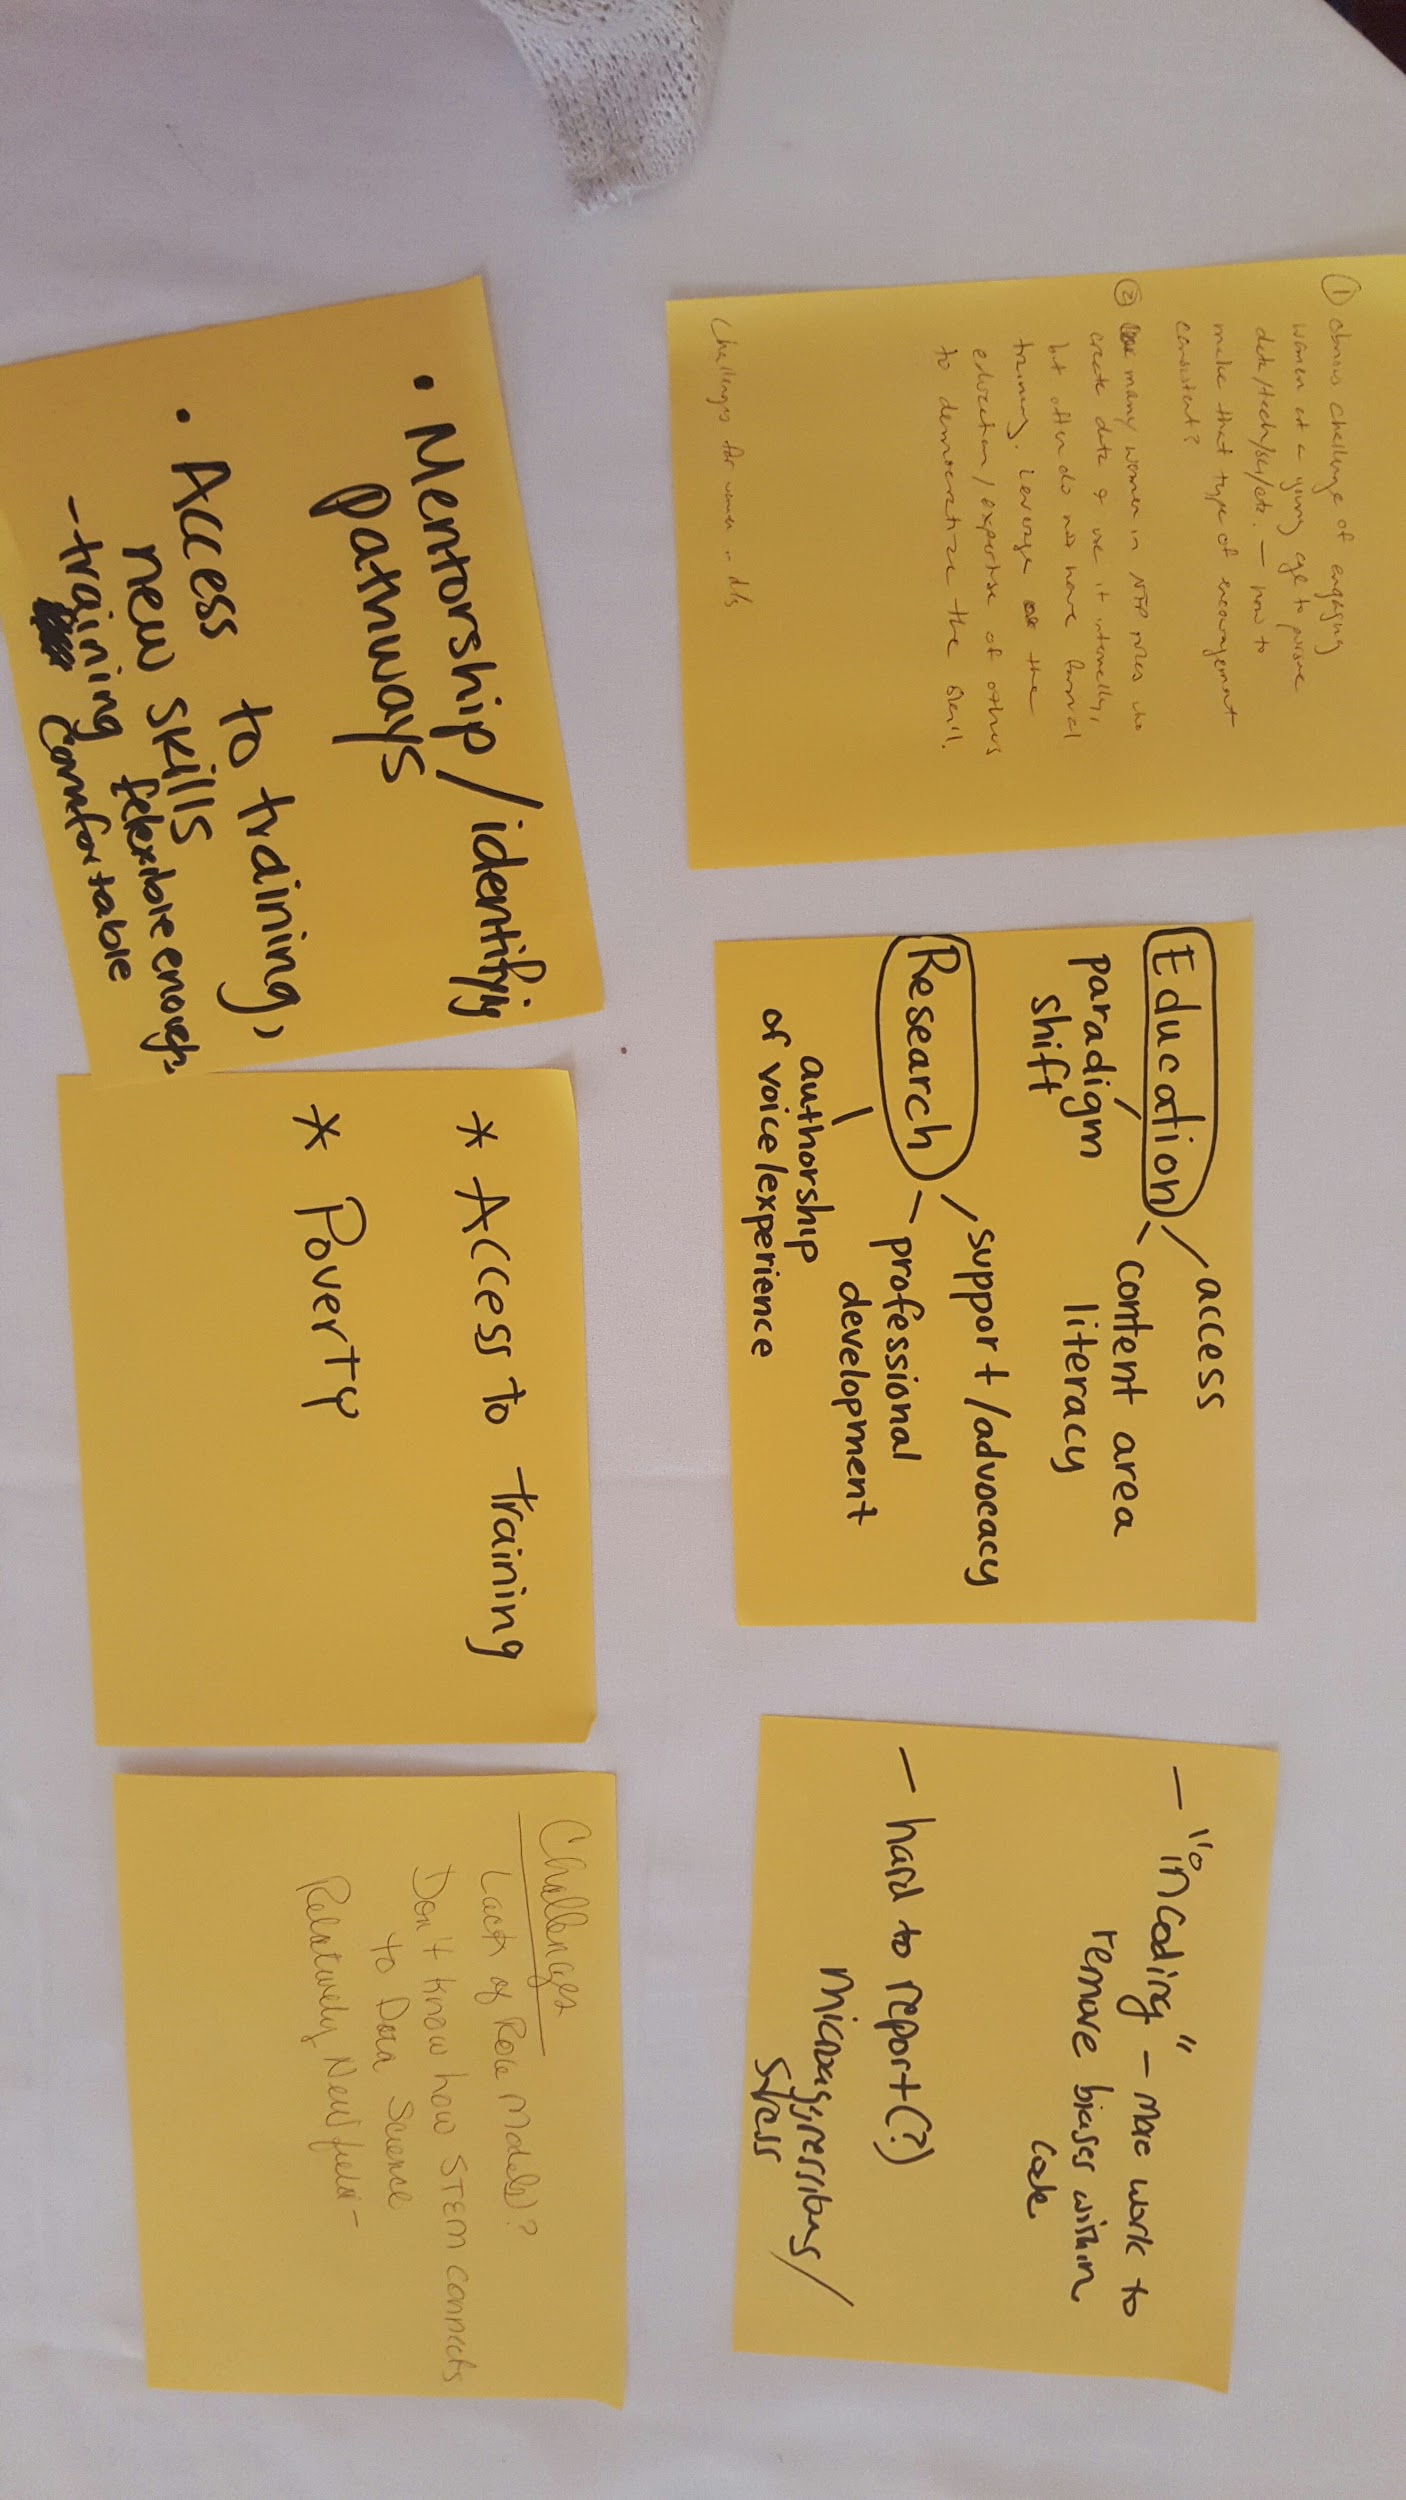 ① obvious challenge of engaging
women at a young age to pursue
data/tech/sci/etc. — how to
make that type of encouragement
consistent?
② many women in NFP roles who
create data & use it internally,
but often do not have formal
training. Leverage the
education/expertise of others
to democratize the skill.
Challenges for women
Education / access
- content area
literacy
paradigm
shift
Research / support/advocacy
- professional
development
authorship
of voice/experience
— "in coding" - more work to
remove biases within
code
— hard to report (?)
microaggressions/
stress
• Mentorship/identifying
pathways
• Access to training,
new skills
- training flexible enough,
comfortable
* Access to training
* Poverty
Challenges
Lack of Role Models?
Don't know how STEM connects
to Data Science
Relatively New field -